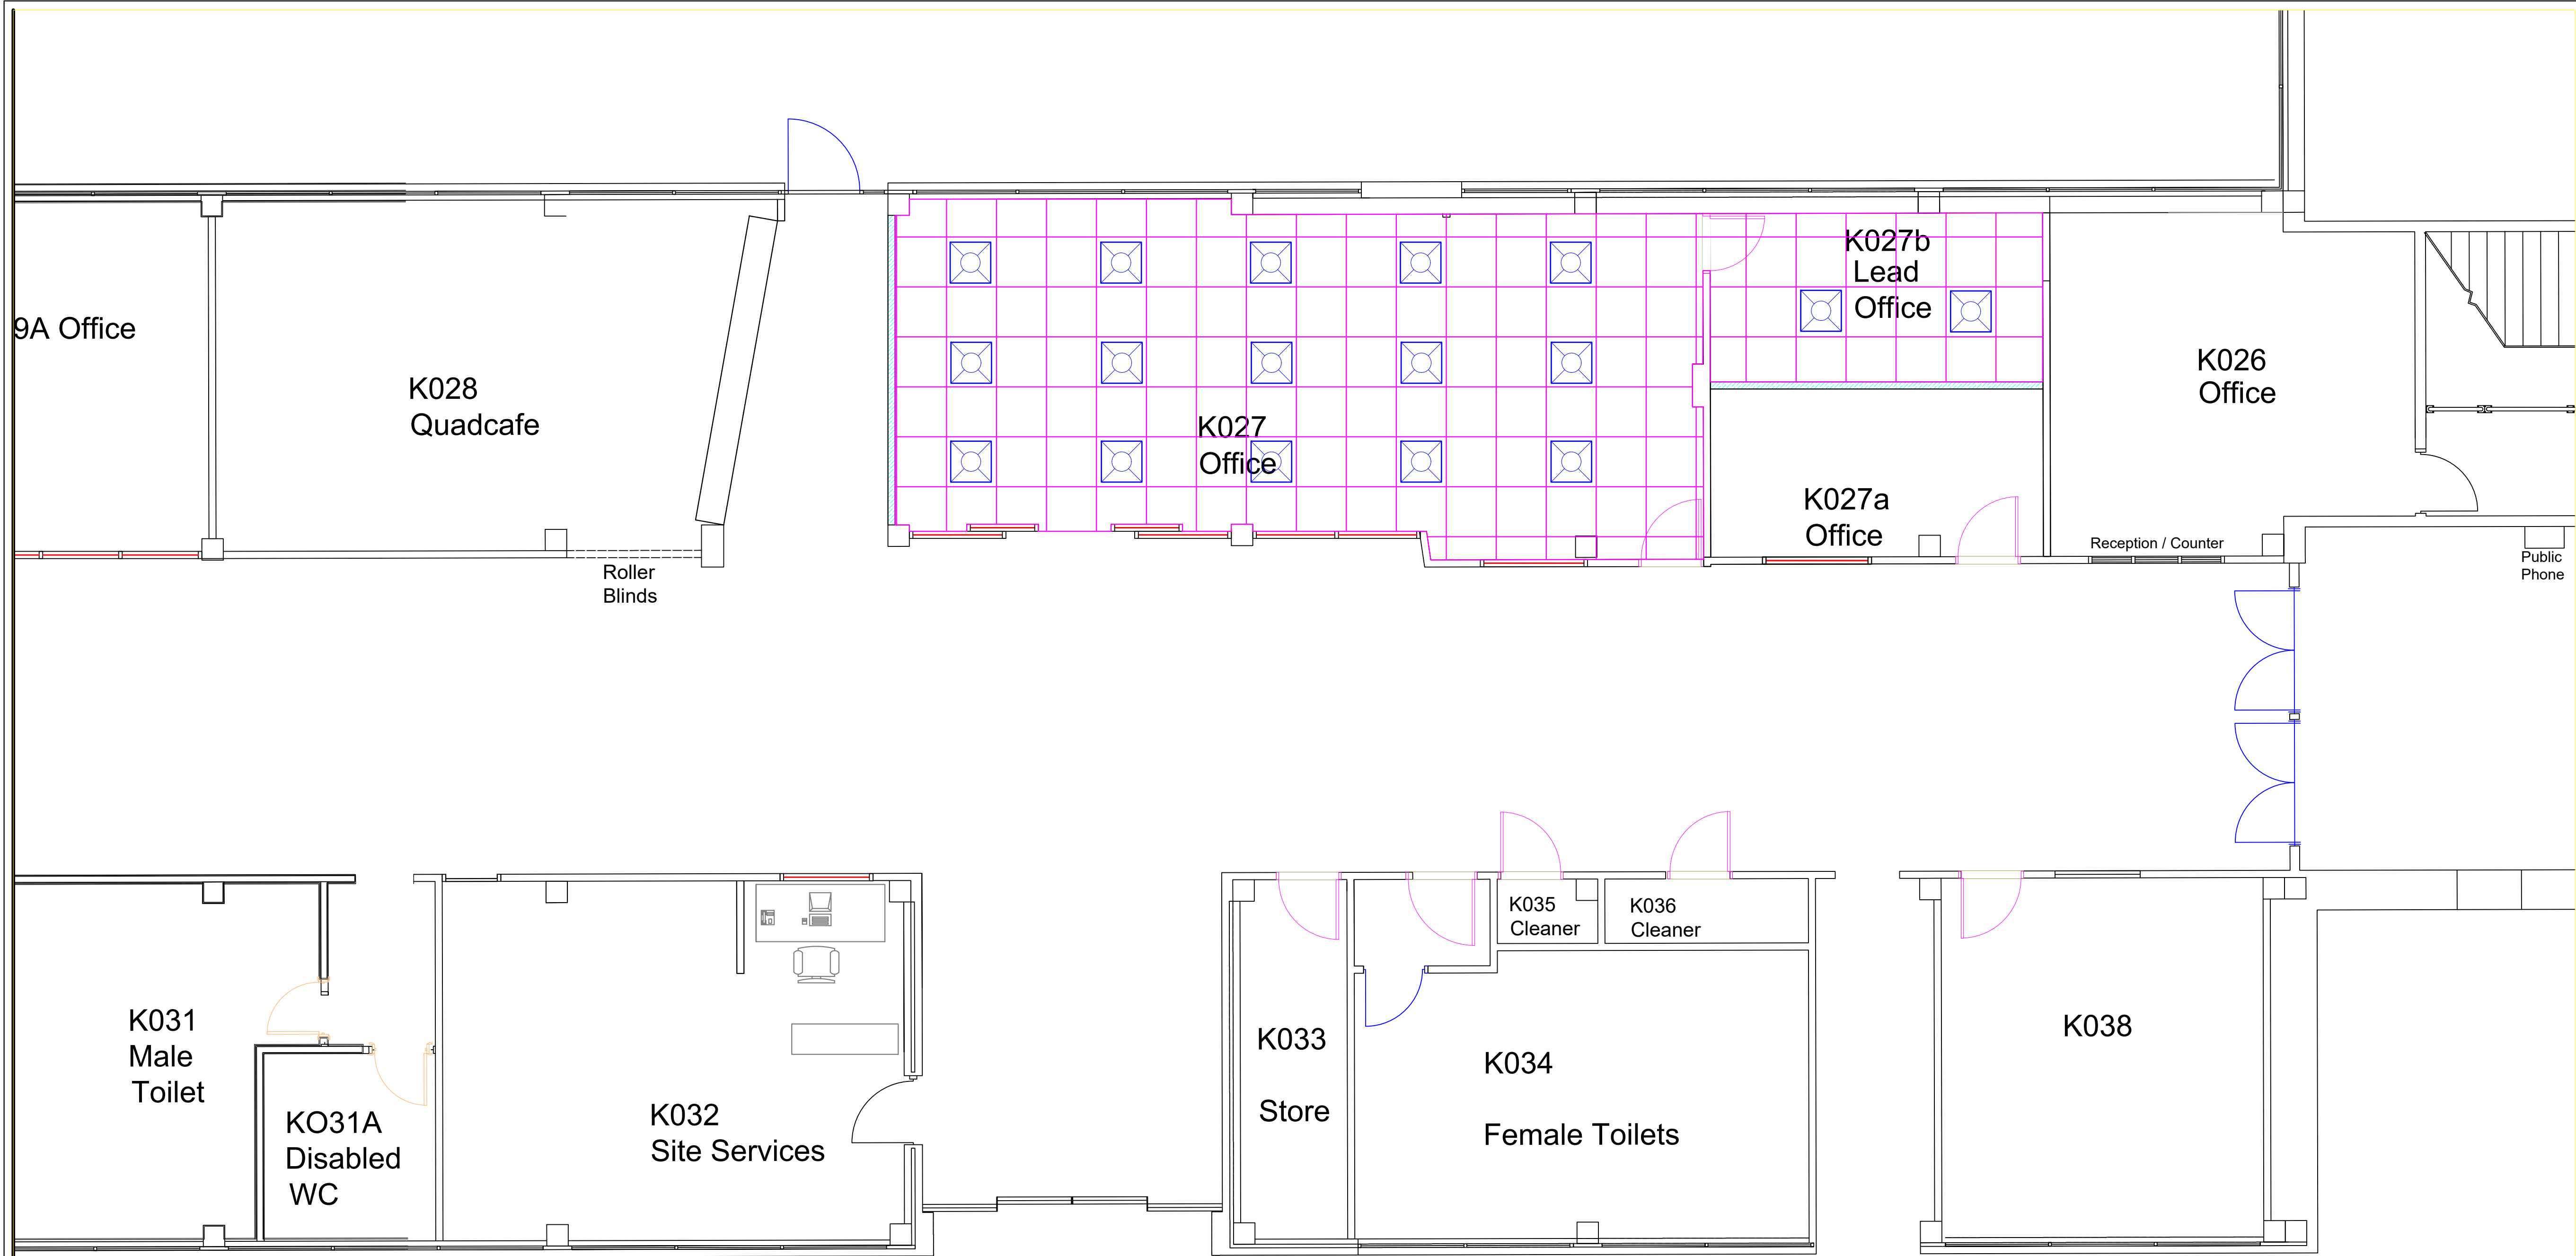 K027b
Lead
Office
9A Office
K028
Quadcafe
K027
Office
K026
Office
K027a
Office
Reception / Counter
Public
Phone
Roller
Blinds
K035
Cleaner
K036
Cleaner
K031
Male
Toilet
KO31A
Disabled
WC
K032
Site Services
K033
Store
K034
Female Toilets
K038